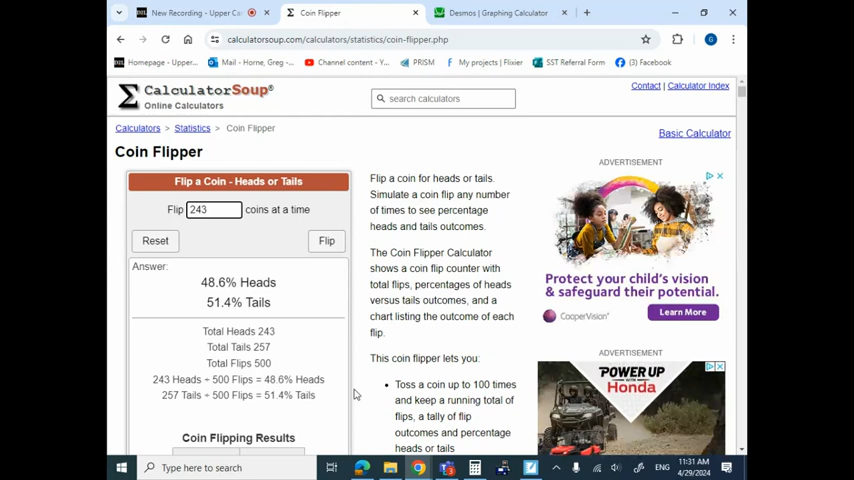 New Recording - Upper Ca
Coin Flipper
Desmos | Graphing Calculator
calculatorsoup.com/calculators/statistics/coin-flipper.php
G
Homepage - Upper...
Mail - Horne, Greg -...
Channel content - Y...
PRISM
My projects | Flixier
SST Referral Form
(3) Facebook
CalculatorSoup®
Online Calculators
search calculators
Contact | Calculator Index
Calculators > Statistics > Coin Flipper
Basic Calculator
Coin Flipper
Flip a Coin - Heads or Tails
Flip 243 coins at a time
Reset
Flip
Answer:
48.6% Heads
51.4% Tails
Total Heads 243
Total Tails 257
Total Flips 500
243 Heads ÷ 500 Flips = 48.6% Heads
257 Tails ÷ 500 Flips = 51.4% Tails
Coin Flipping Results
Flip a coin for heads or tails.
Simulate a coin flip any number
of times to see percentage
heads and tails outcomes.
The Coin Flipper Calculator
shows a coin flip counter with
total flips, percentages of heads
versus tails outcomes, and a
chart listing the outcome of each
flip.
This coin flipper lets you:
• Toss a coin up to 100 times
and keep a running total of
flips, a tally of flip
outcomes and percentage
heads or tails
ADVERTISEMENT
Protect your child's vision
& safeguard their potential.
CooperVision®
Learn More
ADVERTISEMENT
POWER UP
WITH
Honda
Type here to search
ENG
11:31 AM
4/29/2024